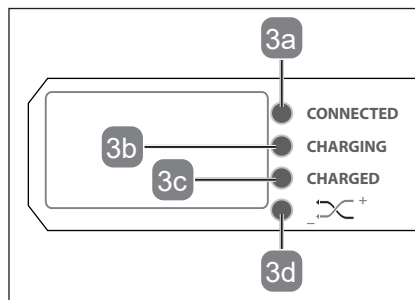 3a
CONNECTED
3b CHARGING
3c CHARGED
− +
3d